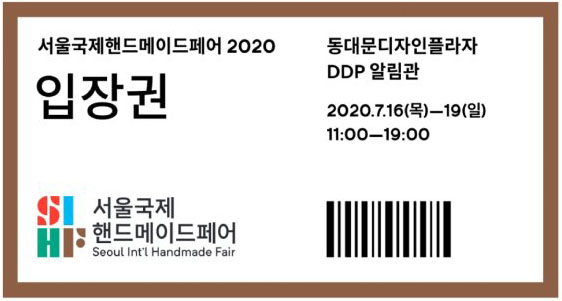 서울국제핸드메이드페어 2020
입장권
동대문디자인플라자
DDP 알림관
2020.7.16(목)—19(일)
11:00—19:00
SI
HF
서울국제
핸드메이드페어
Seoul Int'l Handmade Fair